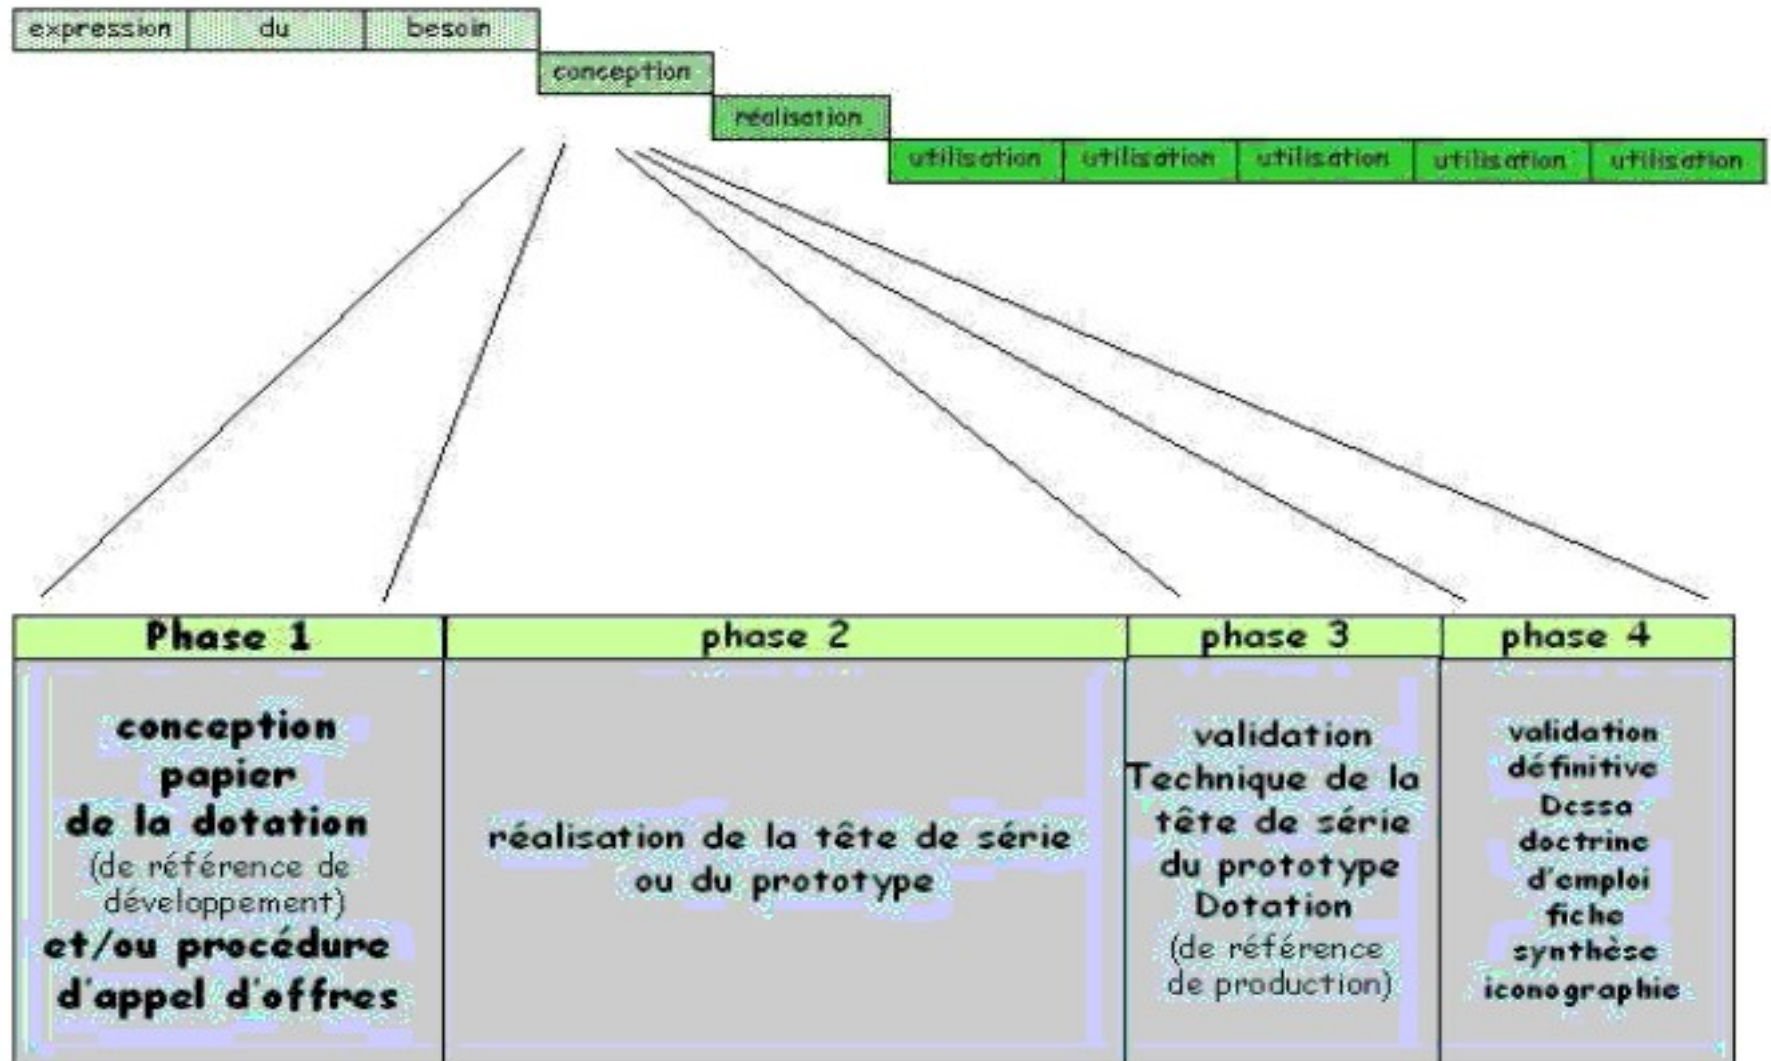 expression du besoin
conception
réalisation
utilisation utilisation utilisation utilisation utilisation
Phase 1
conception
papier
de la dotation
(de référence de
développement)
et/ou procédure
d'appel d'offres
phase 2
réalisation de la tête de série
ou du prototype
phase 3
validation
Technique de la
tête de série
du prototype
Dotation
(de référence
de production)
phase 4
validation
définitive
Dcssa
doctrine
d'emploi
fiche
synthèse
iconographie